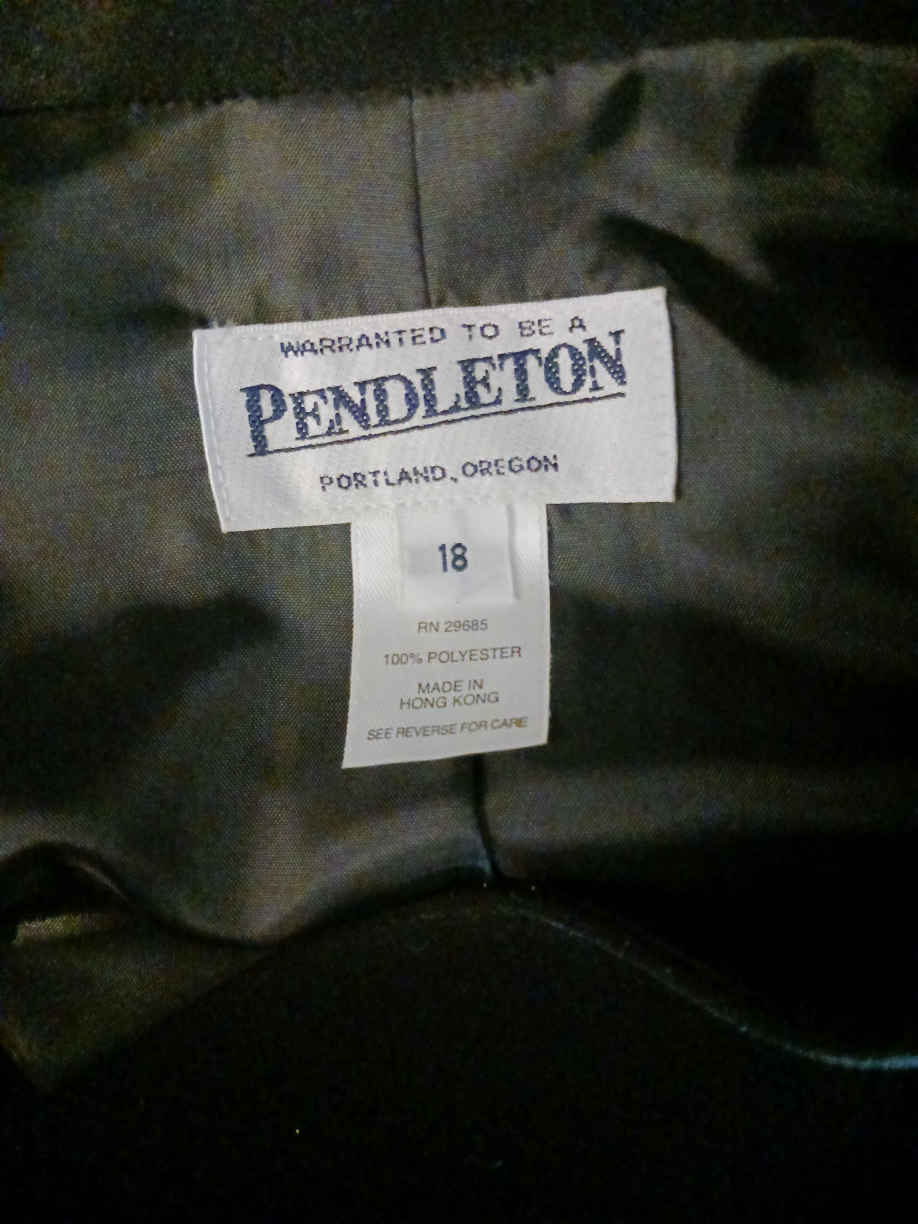 WARRANTED TO BE A
PENDLETON
PORTLAND, OREGON
18
RN 29685
100% POLYESTER
MADE IN
HONG KONG
SEE REVERSE FOR CARE